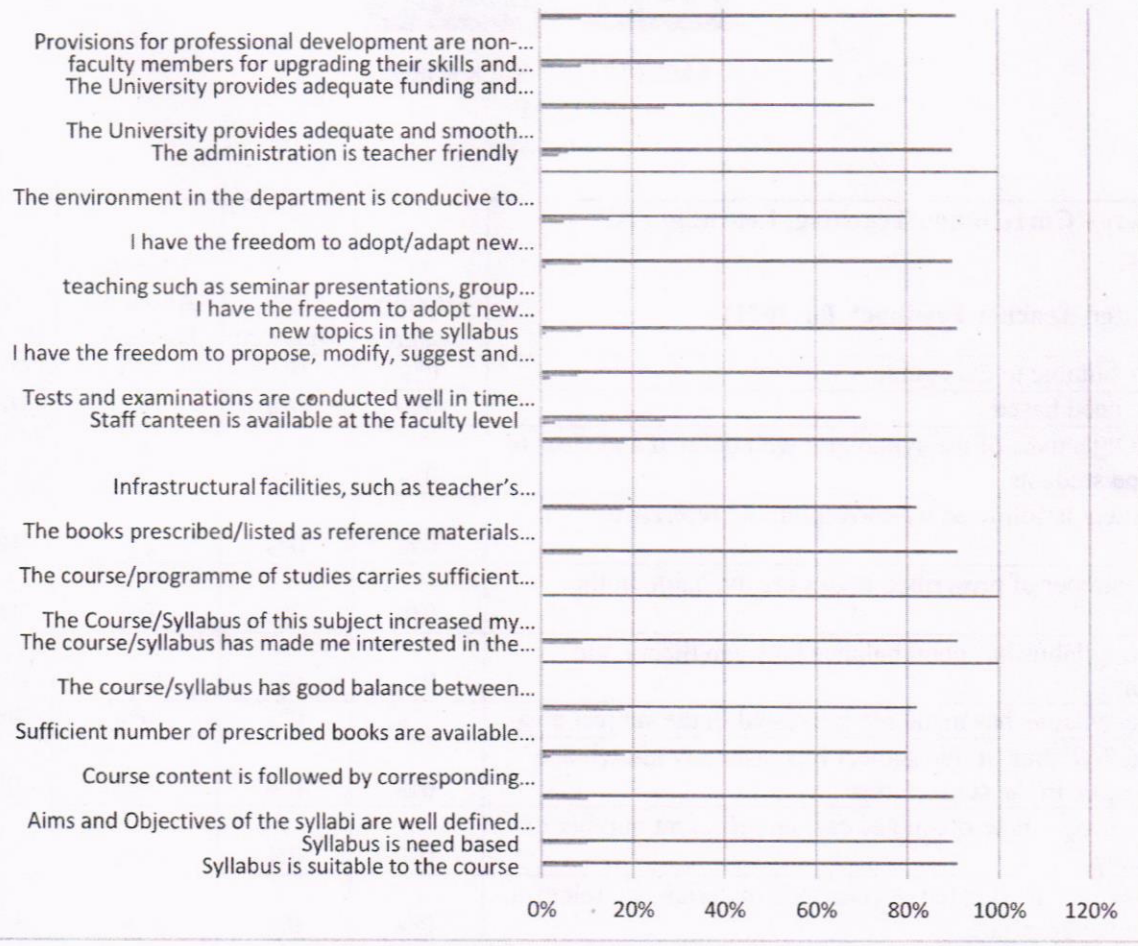 Provisions for professional development are non-...
faculty members for upgrading their skills and...
The University provides adequate funding and...
The University provides adequate and smooth...
The administration is teacher friendly
The environment in the department is conducive to...
I have the freedom to adopt/adapt new...
teaching such as seminar presentations, group...
I have the freedom to adopt new...
new topics in the syllabus
I have the freedom to propose, modify, suggest and...
Tests and examinations are conducted well in time...
Staff canteen is available at the faculty level
Infrastructural facilities, such as teacher's...
The books prescribed/listed as reference materials...
The course/programme of studies carries sufficient...
The Course/Syllabus of this subject increased my...
The course/syllabus has made me interested in the...
The course/syllabus has good balance between...
Sufficient number of prescribed books are available...
Course content is followed by corresponding...
Aims and Objectives of the syllabi are well defined...
Syllabus is need based
Syllabus is suitable to the course
0% 20% 40% 60% 80% 100% 120%